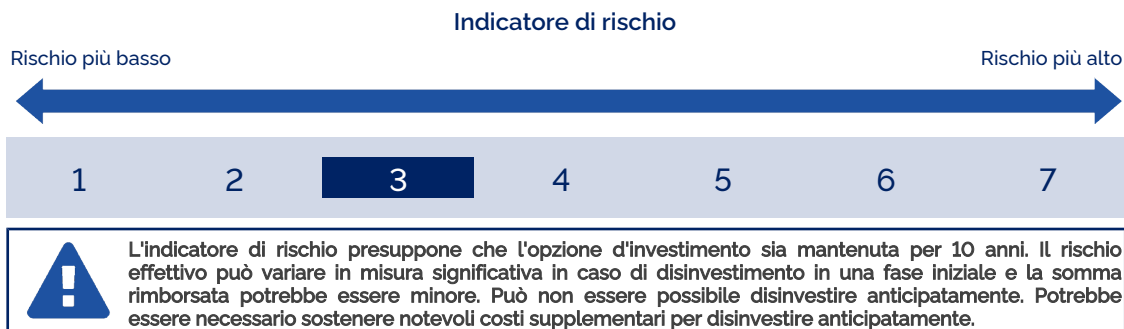 Indicatore di rischio
Rischio più basso
Rischio più alto
1 2 3 4 5 6 7
L'indicatore di rischio presuppone che l'opzione d'investimento sia mantenuta per 10 anni. Il rischio
effettivo può variare in misura significativa in caso di disinvestimento in una fase iniziale e la somma
rimborsata potrebbe essere minore. Può non essere possibile disinvestire anticipatamente. Potrebbe
essere necessario sostenere notevoli costi supplementari per disinvestire anticipatamente.